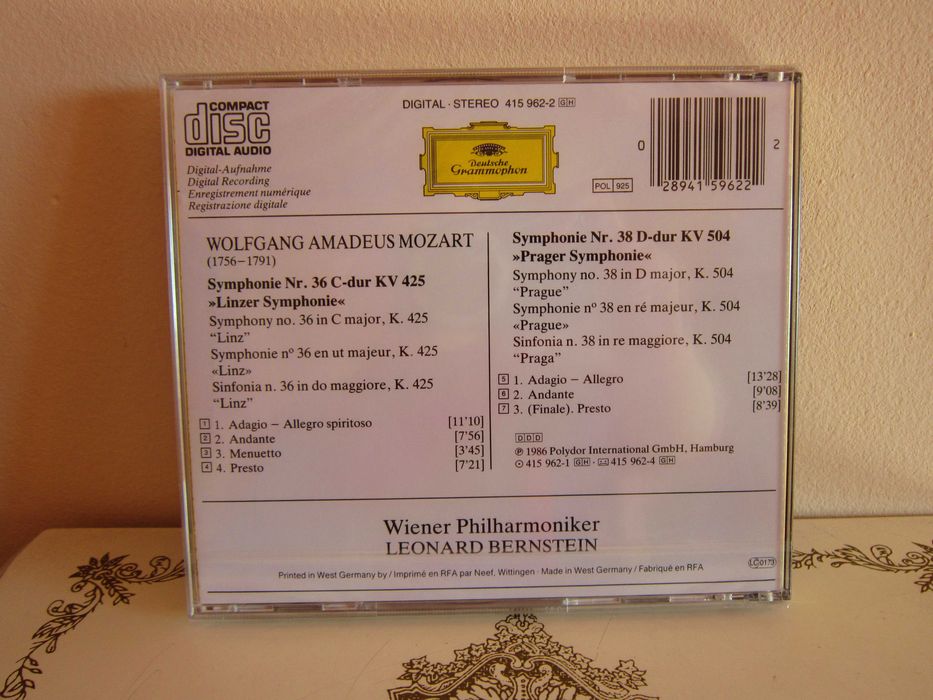 COMPACT
disc
DIGITAL AUDIO
Digital-Aufnahme
Digital Recording
Enregistrement numérique
Registrazione digitale
DIGITAL · STEREO 415 962-2 GH
Deutsche
Grammophon
POL 925
0 28941 59622 2
WOLFGANG AMADEUS MOZART
(1756–1791)
Symphonie Nr. 36 C-dur KV 425
»Linzer Symphonie«
Symphony no. 36 in C major, K. 425
“Linz”
Symphonie nº 36 en ut majeur, K. 425
«Linz»
Sinfonia n. 36 in do maggiore, K. 425
“Linz”
1 1. Adagio – Allegro spiritoso [11'10]
2 2. Andante [7'56]
3 3. Menuetto [3'45]
4 4. Presto [7'21]
Symphonie Nr. 38 D-dur KV 504
»Prager Symphonie«
Symphony no. 38 in D major, K. 504
“Prague”
Symphonie nº 38 en ré majeur, K. 504
«Prague»
Sinfonia n. 38 in re maggiore, K. 504
“Praga”
5 1. Adagio – Allegro [13'28]
6 2. Andante [9'08]
7 3. (Finale). Presto [8'39]
DDD
℗ 1986 Polydor International GmbH, Hamburg
415 962-1 GH · 415 962-4 GH
Wiener Philharmoniker
LEONARD BERNSTEIN
Printed in West Germany by / Imprimé en RFA par Neef, Wittingen · Made in West Germany / Fabriqué en RFA
LC 0173